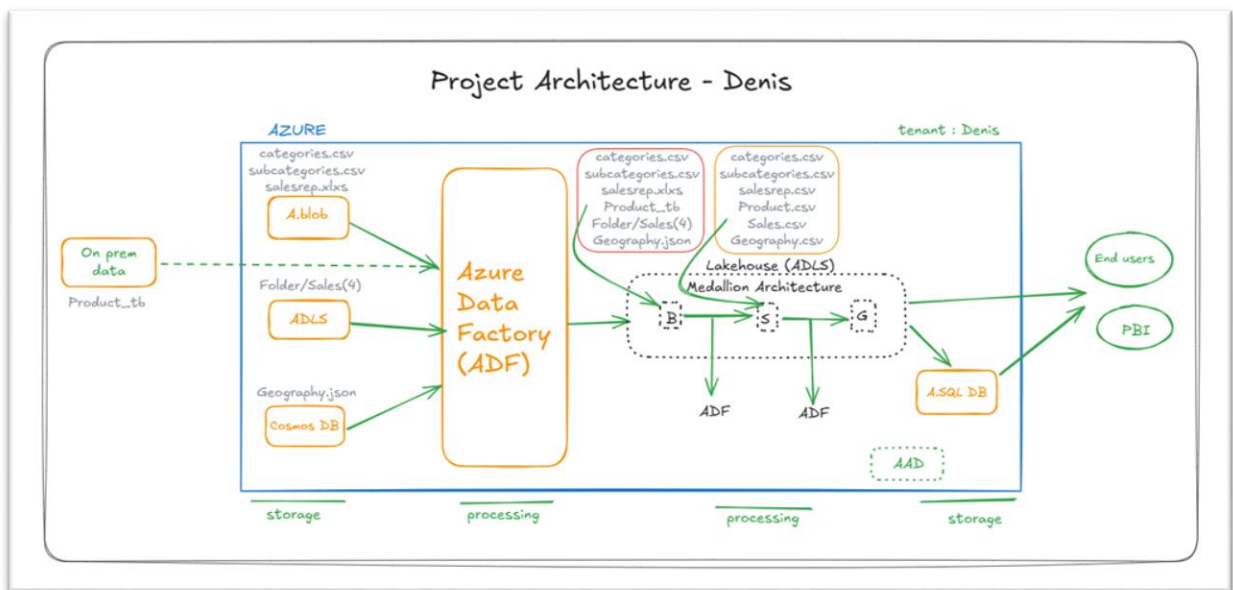 Project Architecture - Denis
AZURE
tenant : Denis
categories.csv
subcategories.csv
salesrep.xlxs
A.blob
On prem
data
Product_tb
Folder/Sales(4)
ADLS
Geography.json
Cosmos DB
Azure
Data
Factory
(ADF)
categories.csv
subcategories.csv
salesrep.xlxs
Product_tb
Folder/Sales(4)
Geography.json
categories.csv
subcategories.csv
salesrep.csv
Product.csv
Sales.csv
Geography.csv
Lakehouse (ADLS)
Medallion Architecture
B
S
G
ADF
ADF
A.SQL DB
AAD
End users
PBI
storage
processing
processing
storage